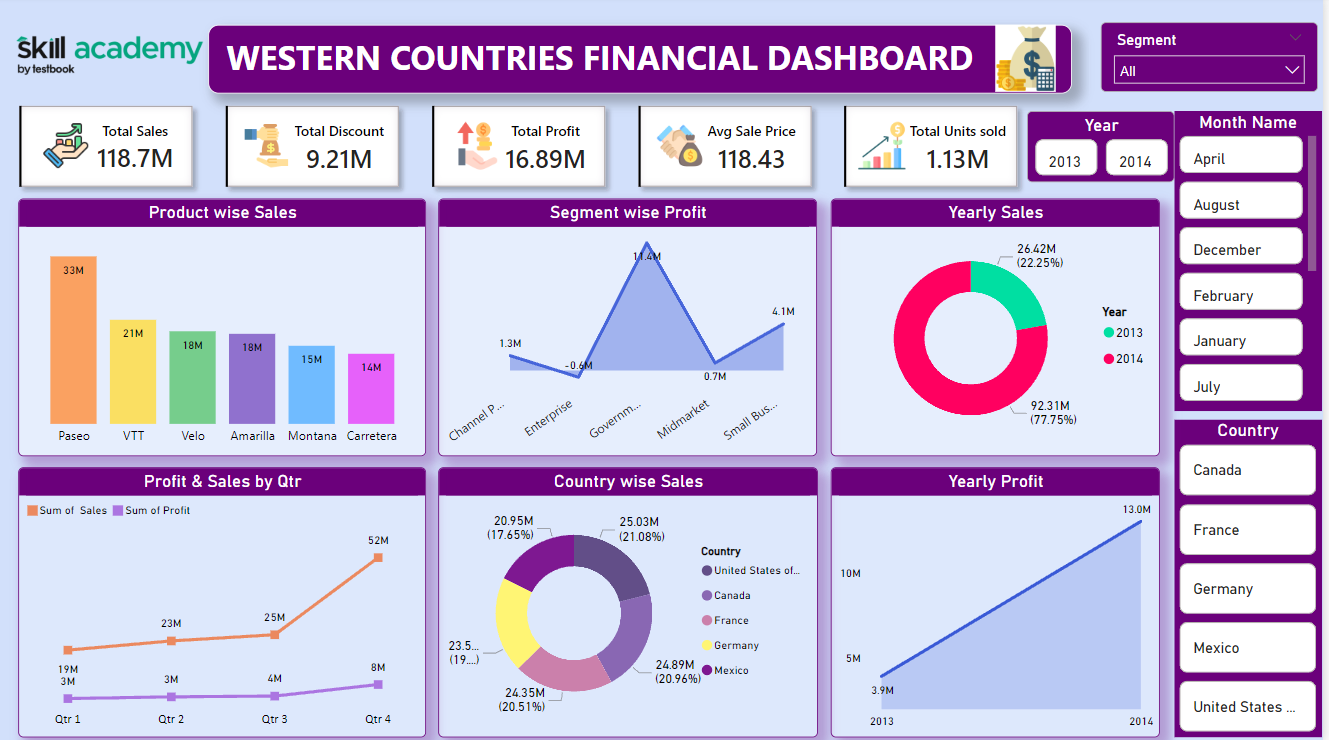 skill academy
by testbook
WESTERN COUNTRIES FINANCIAL DASHBOARD
Segment
All
Total Sales
118.7M
Total Discount
9.21M
Total Profit
16.89M
Avg Sale Price
118.43
Total Units sold
1.13M
Year
2013
2014
Month Name
April
August
December
February
January
July
Product wise Sales
33M
21M
18M
18M
15M
14M
Paseo
VTT
Velo
Amarilla
Montana
Carretera
Segment wise Profit
1.3M
-0.6M
11.4M
0.7M
4.1M
Channel P...
Enterprise
Governm...
Midmarket
Small Bus...
Yearly Sales
26.42M
(22.25%)
92.31M
(77.75%)
Year
2013
2014
Profit & Sales by Qtr
Sum of Sales
Sum of Profit
19M
23M
25M
52M
3M
3M
4M
8M
Qtr 1
Qtr 2
Qtr 3
Qtr 4
Country wise Sales
20.95M
(17.65%)
25.03M
(21.08%)
23.5...
(19....)
24.35M
(20.51%)
24.89M
(20.96%)
Country
United States of...
Canada
France
Germany
Mexico
Yearly Profit
13.0M
10M
5M
3.9M
2013
2014
Country
Canada
France
Germany
Mexico
United States ...